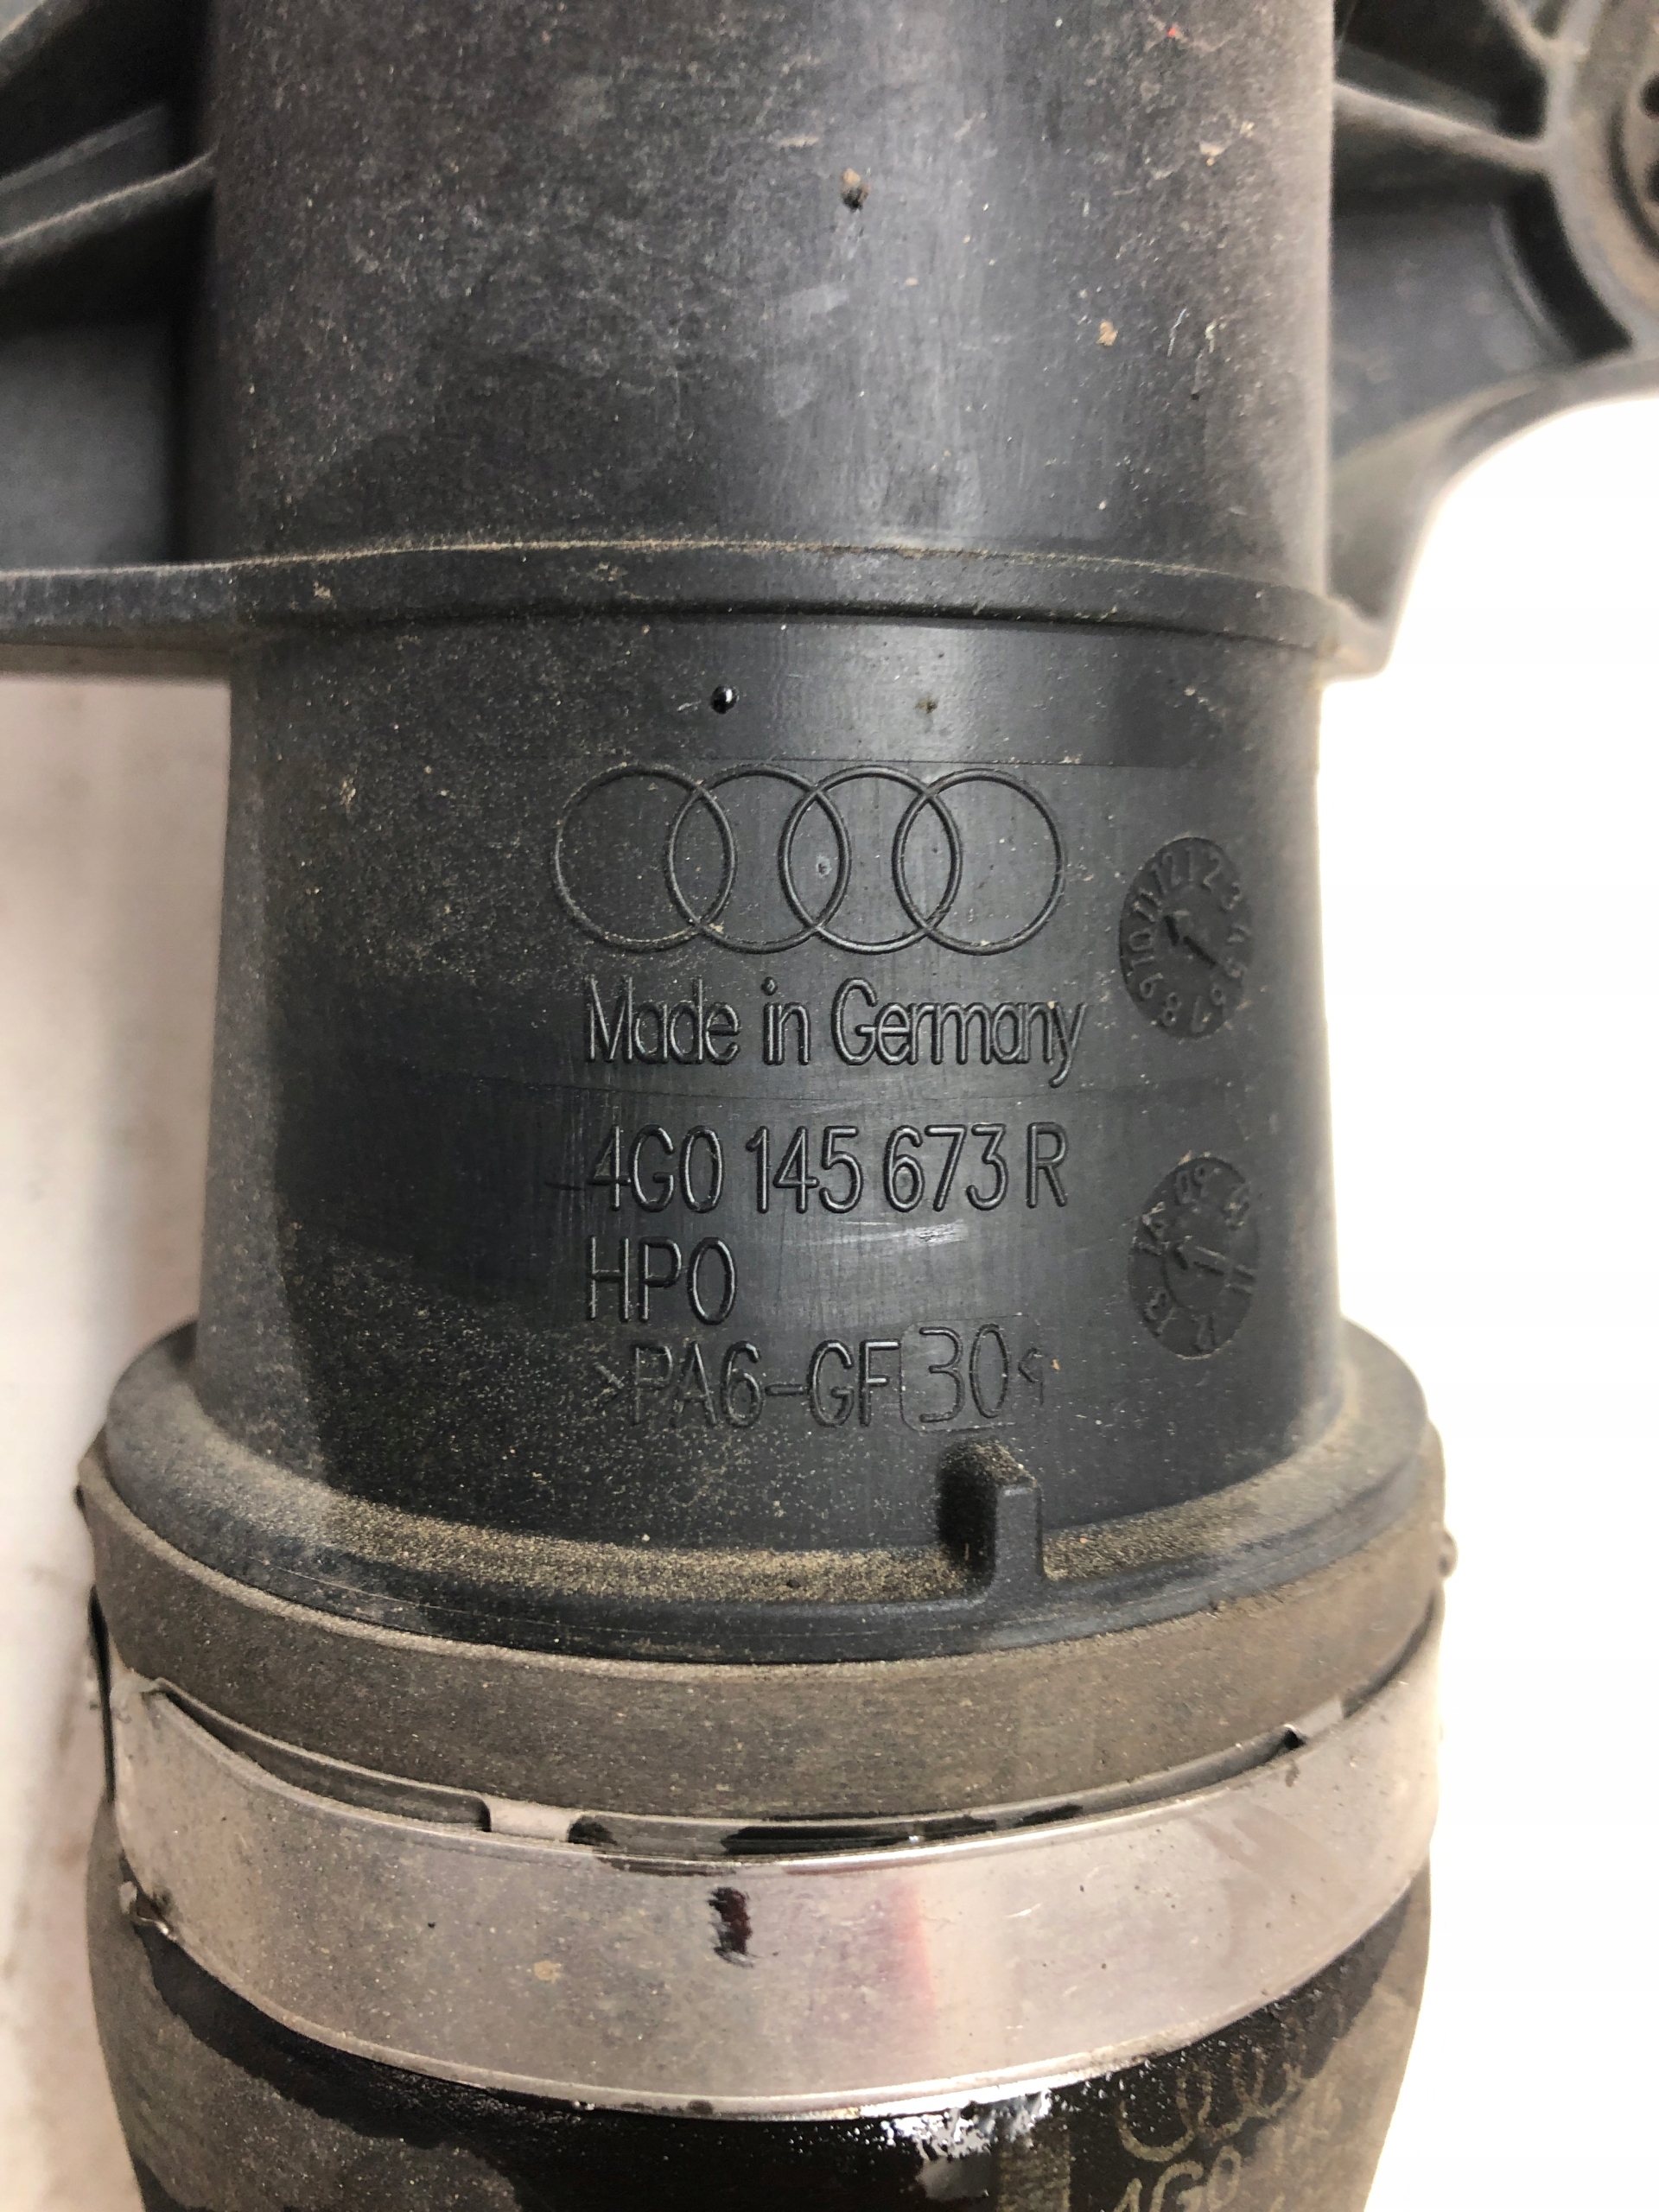 Made in Germany
4G0 145 673 R
HPO
>PA6-GF30<